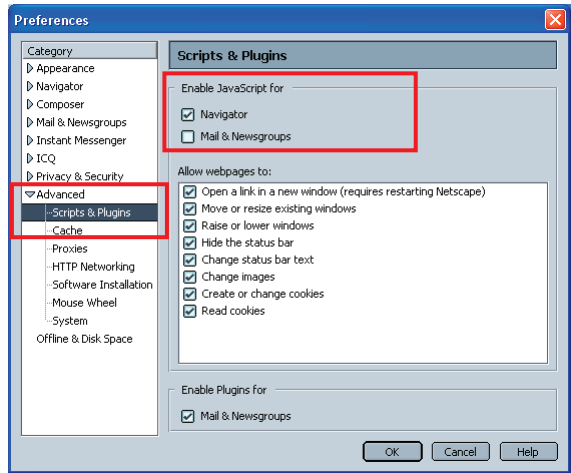 Preferences
Category
Appearance
Navigator
Composer
Mail & Newsgroups
Instant Messenger
ICQ
Privacy & Security
Advanced
Scripts & Plugins
Cache
Proxies
HTTP Networking
Software Installation
Mouse Wheel
System
Offline & Disk Space
Scripts & Plugins
Enable JavaScript for
Navigator
Mail & Newsgroups
Allow webpages to:
Open a link in a new window (requires restarting Netscape)
Move or resize existing windows
Raise or lower windows
Hide the status bar
Change status bar text
Change images
Create or change cookies
Read cookies
Enable Plugins for
Mail & Newsgroups
OK Cancel Help